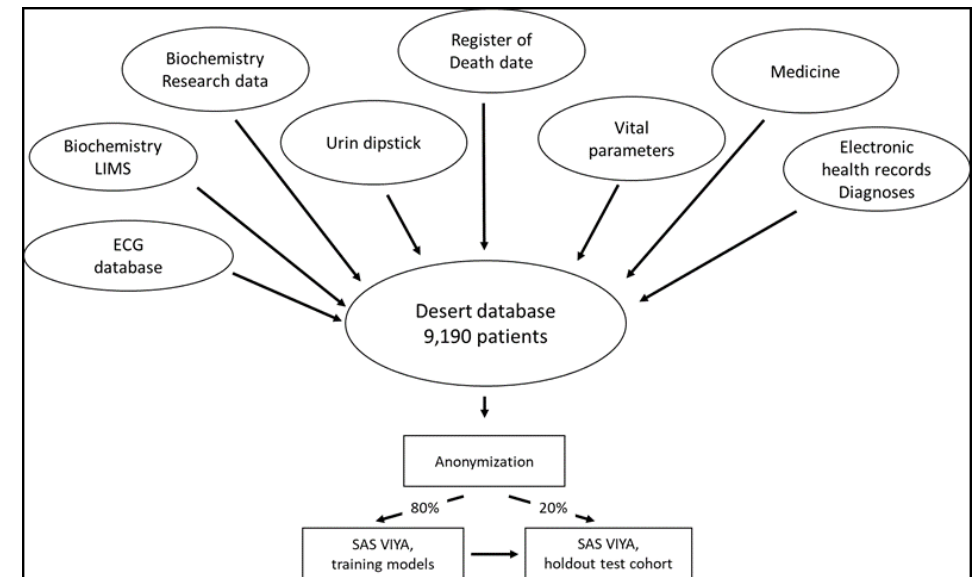 Biochemistry
Research data
Register of
Death date
Medicine
Biochemistry
LIMS
Urin dipstick
Vital
parameters
Electronic
health records
Diagnoses
ECG
database
Desert database
9,190 patients
Anonymization
80%
20%
SAS VIYA,
training models
SAS VIYA,
holdout test cohort